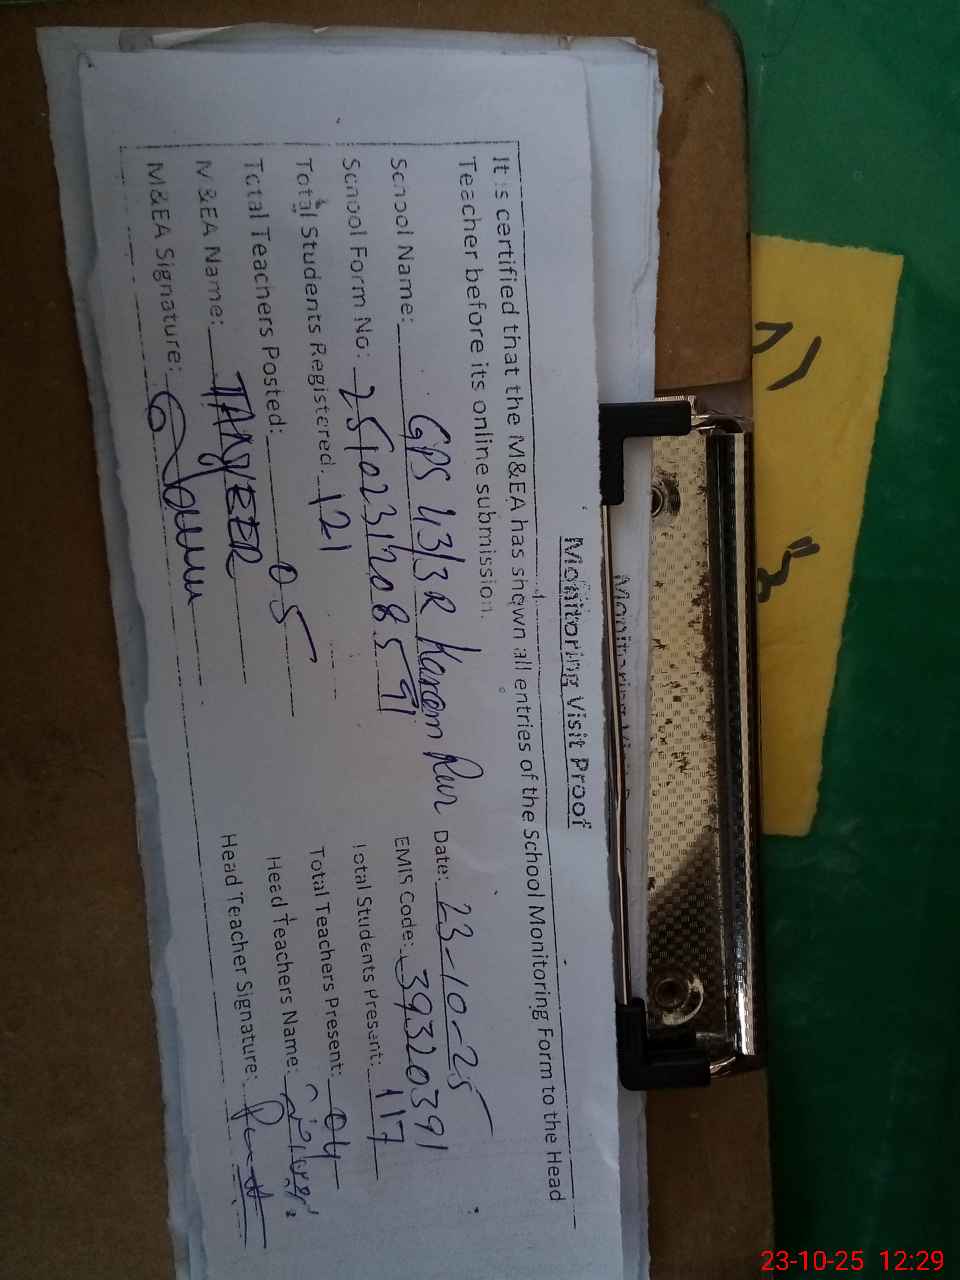 Monitoring Visit Proof
It is certified that the M&EA has shown all entries of the School Monitoring Form to the Head
Teacher before its online submission.
School Name: GPS 43/3R Karem Pur Date: 23-10-25
School Form No: EMIS Code: 39320391
Total Students Registered: 121 Total Students Present: 117
Total Teachers Posted: 05 Total Teachers Present: 04
M&EA Name: TANVEER Head Teachers Name:
M&EA Signature: Head Teacher Signature:
23-10-25 12:29